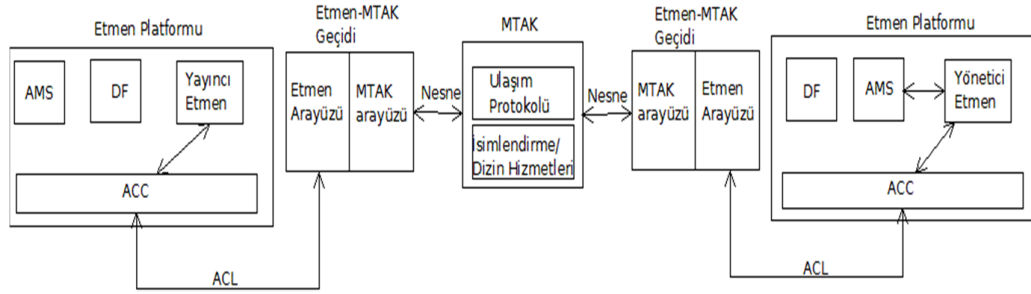 Etmen Platformu
AMS
DF
Yayıncı
Etmen
ACC
ACL
Etmen-MTAK
Geçidi
Etmen
Arayüzü
MTAK
arayüzü
Nesne
MTAK
Ulaşım
Protokolü
İsimlendirme/
Dizin Hizmetleri
Nesne
Etmen-MTAK
Geçidi
MTAK
arayüzü
Etmen
Arayüzü
ACL
Etmen Platformu
DF
AMS
Yönetici
Etmen
ACC